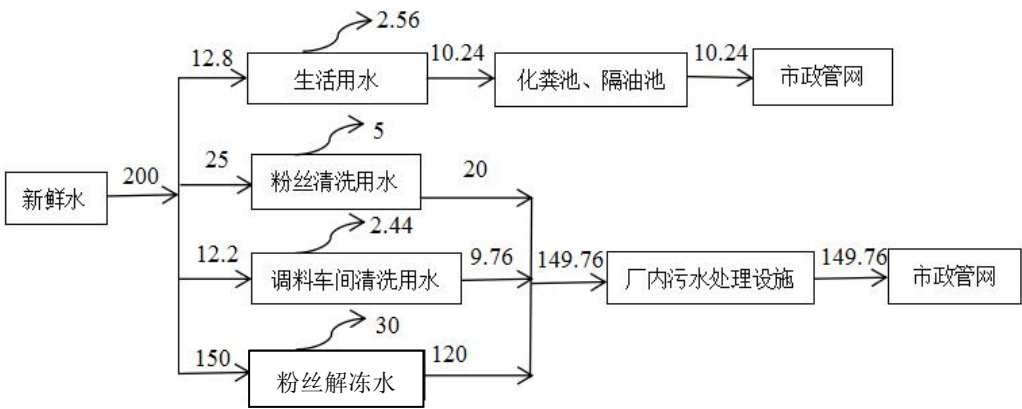 2.56
12.8
生活用水
10.24
化粪池、隔油池
10.24
市政管网
5
25
粉丝清洗用水
20
新鲜水
200
2.44
12.2
调料车间清洗用水
9.76
149.76
厂内污水处理设施
149.76
市政管网
30
150
粉丝解冻水
120